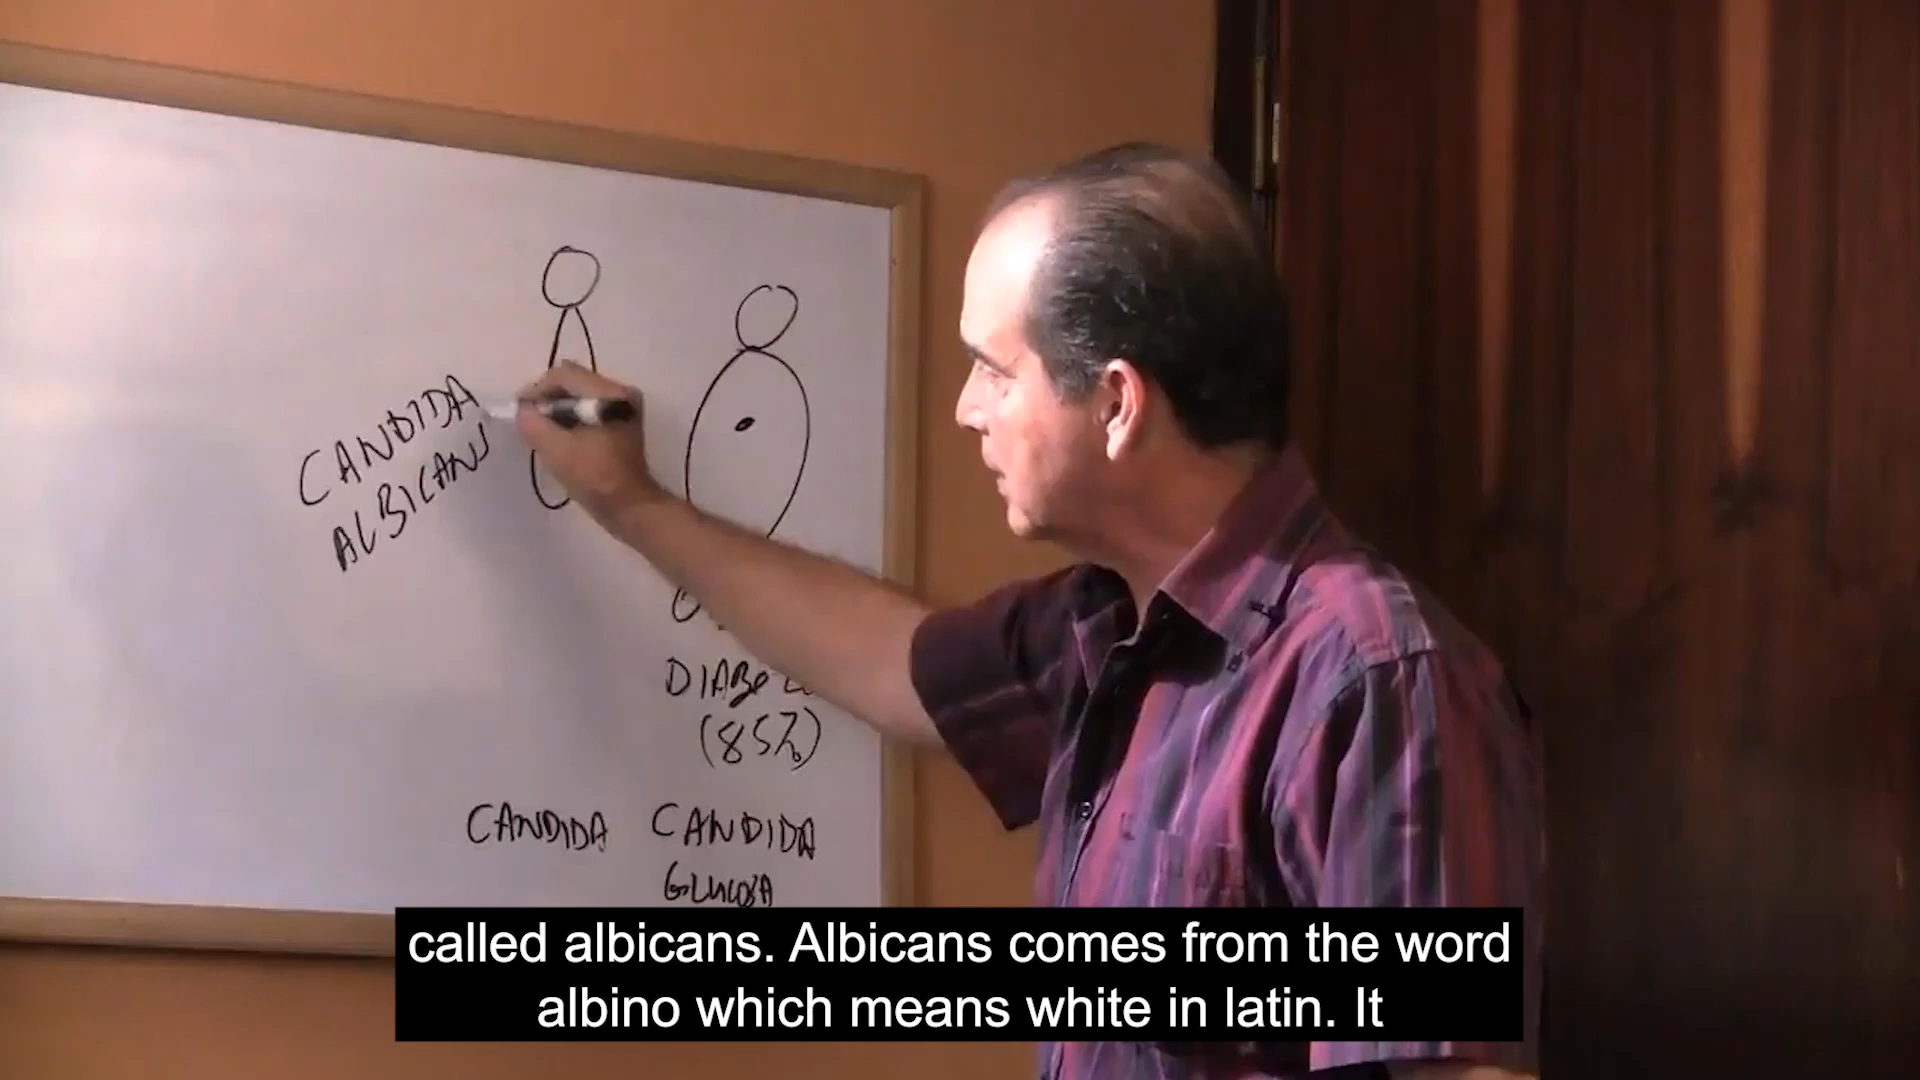 CANDIDA
ALBICANS
(85%)
CANDIDA CANDIDA
GLUCOSA
called albicans. Albicans comes from the word
albino which means white in latin. It